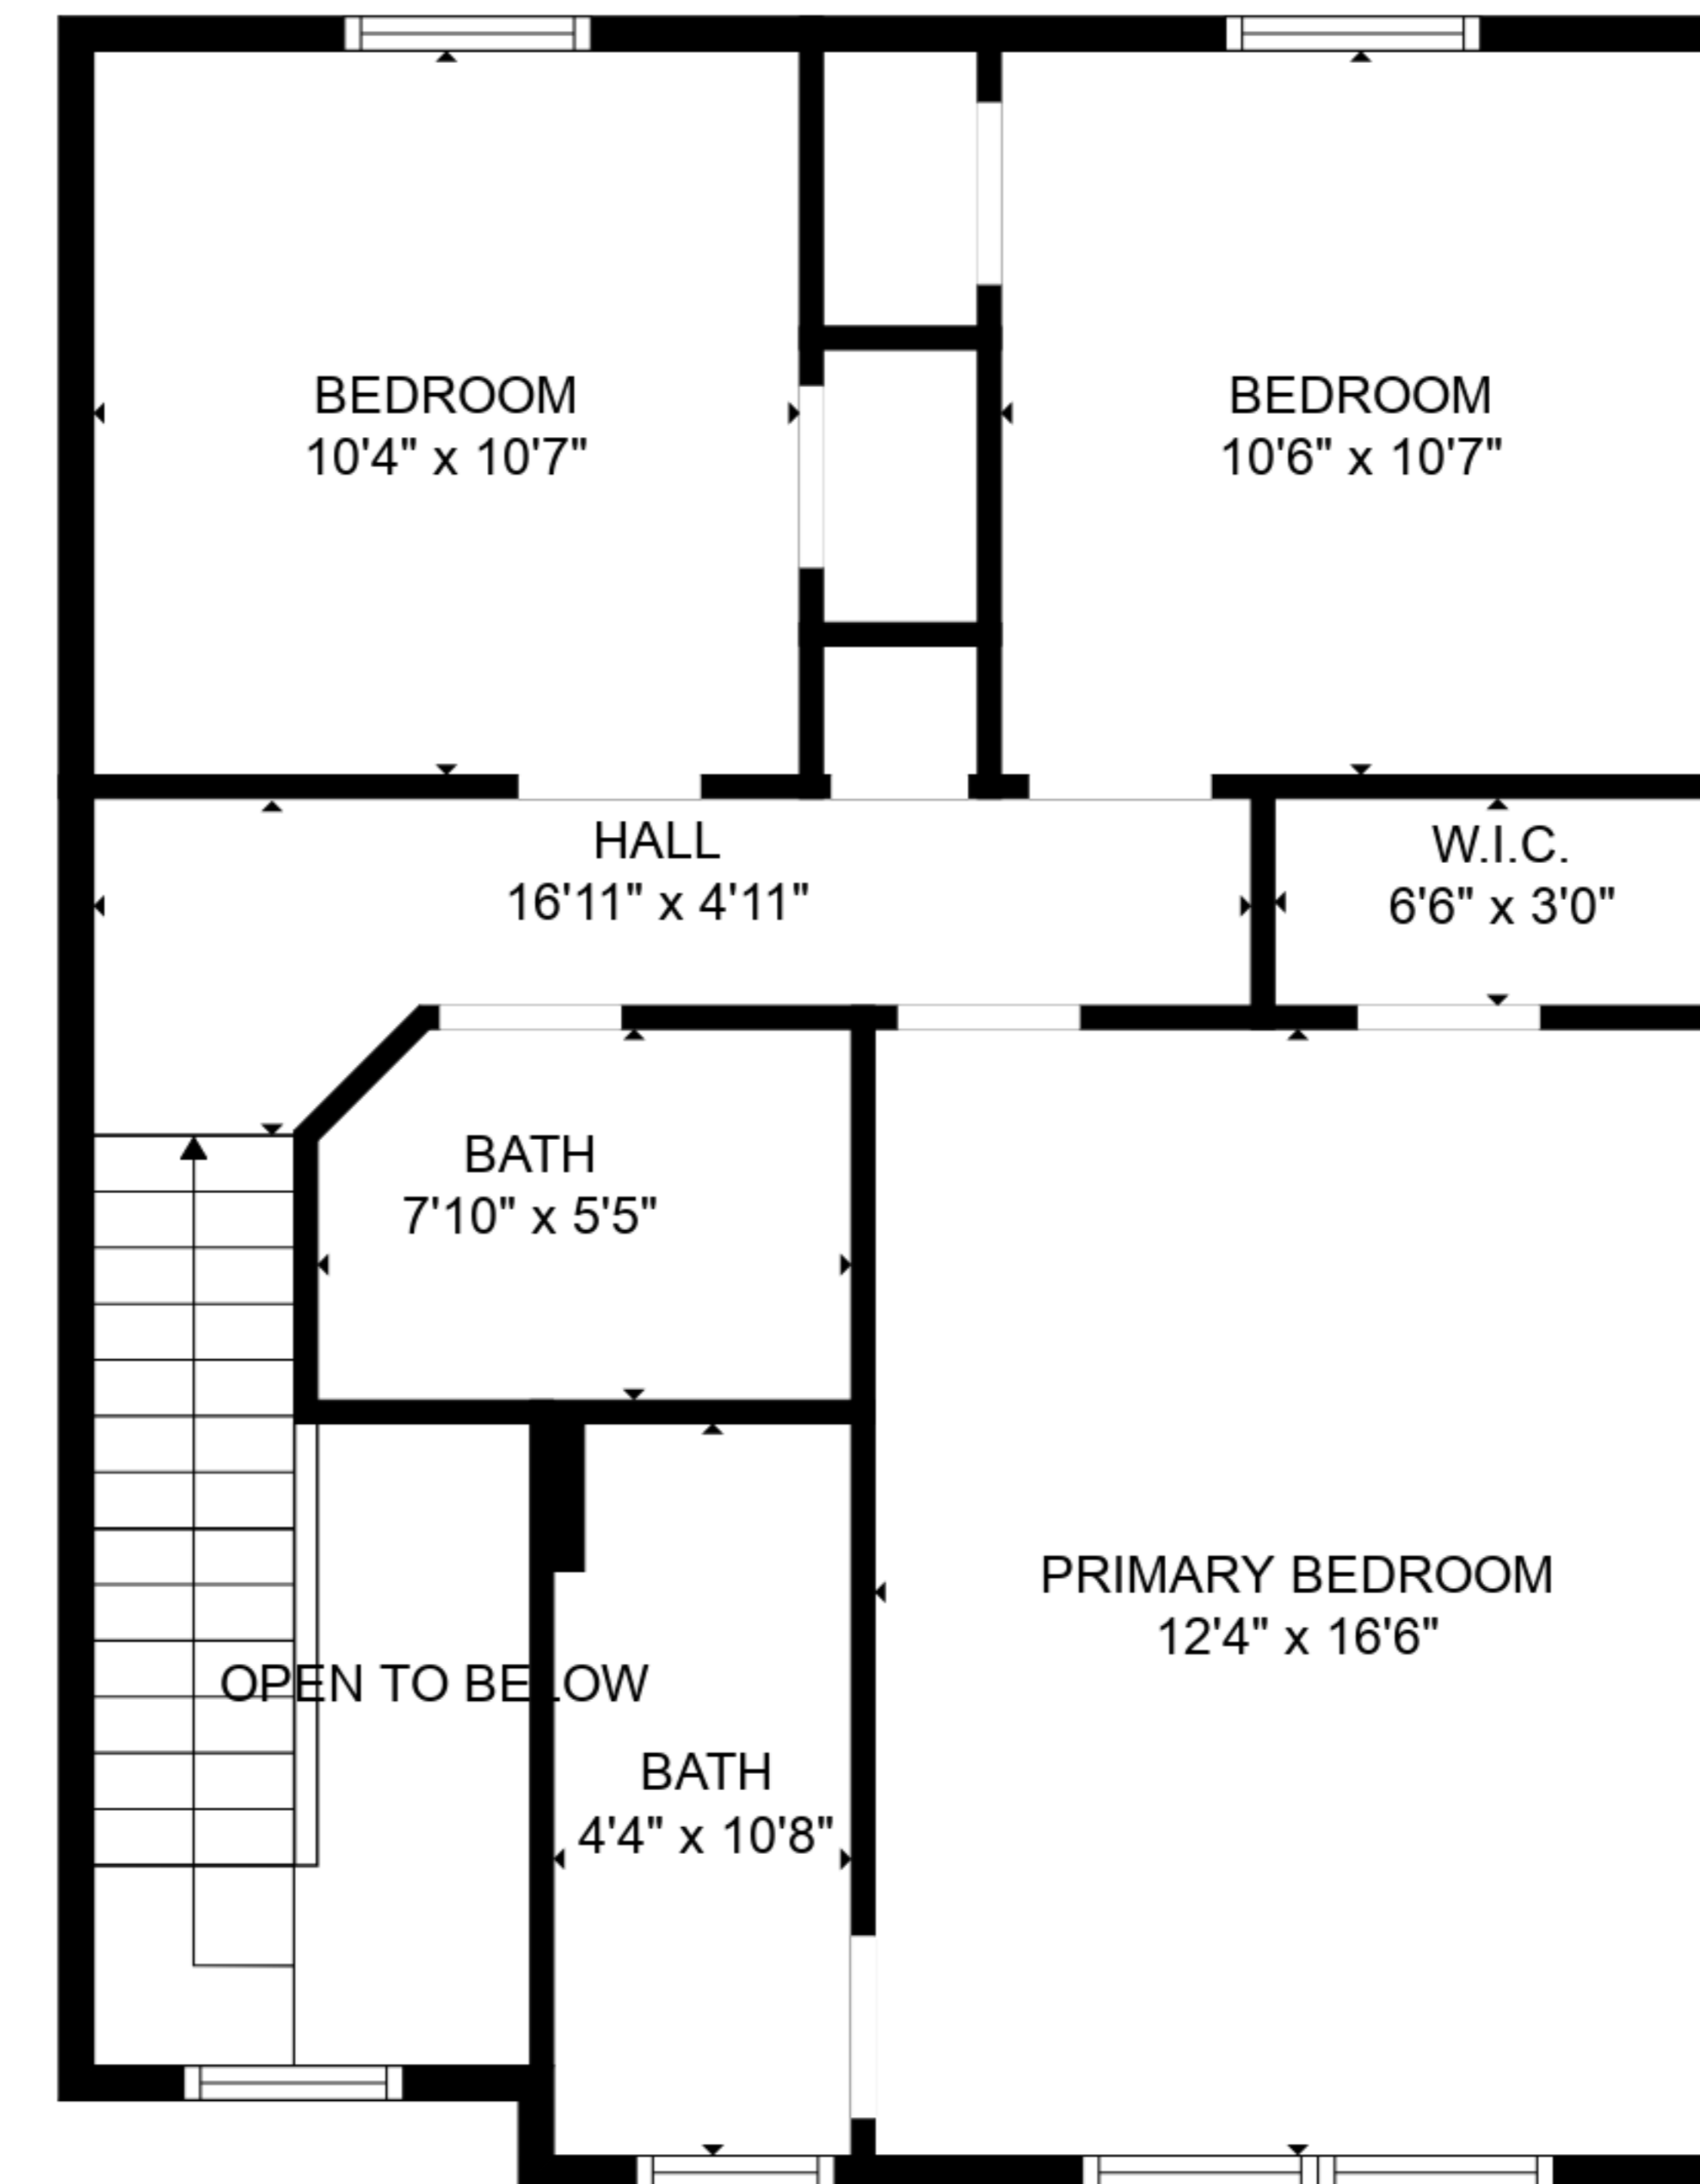 BEDROOM
10'4" x 10'7"
BEDROOM
10'6" x 10'7"
HALL
16'11" x 4'11"
W.I.C.
6'6" x 3'0"
BATH
7'10" x 5'5"
PRIMARY BEDROOM
12'4" x 16'6"
OPEN TO BELOW
BATH
4'4" x 10'8"